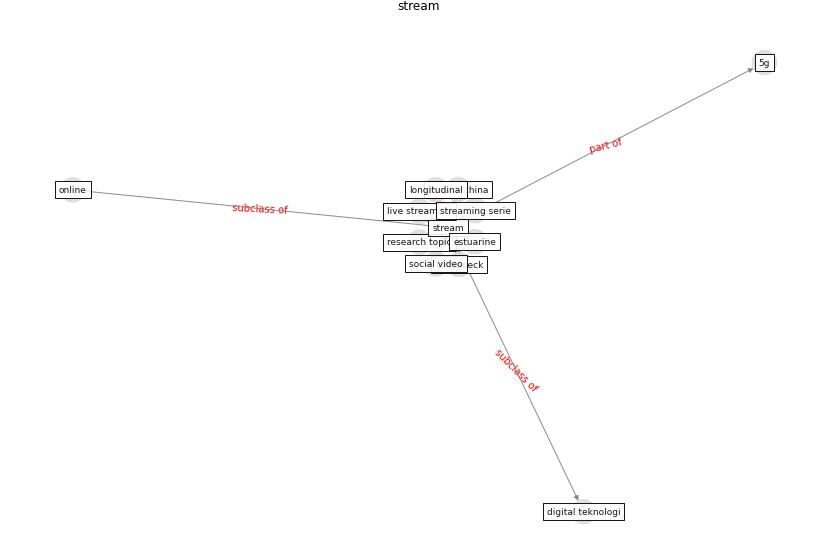 stream
5g
part of
online
subclass of
longitudinal
hina
live stream
streaming serie
stream
research topic
estuarine
social video
eck
subclass of
digital teknologi